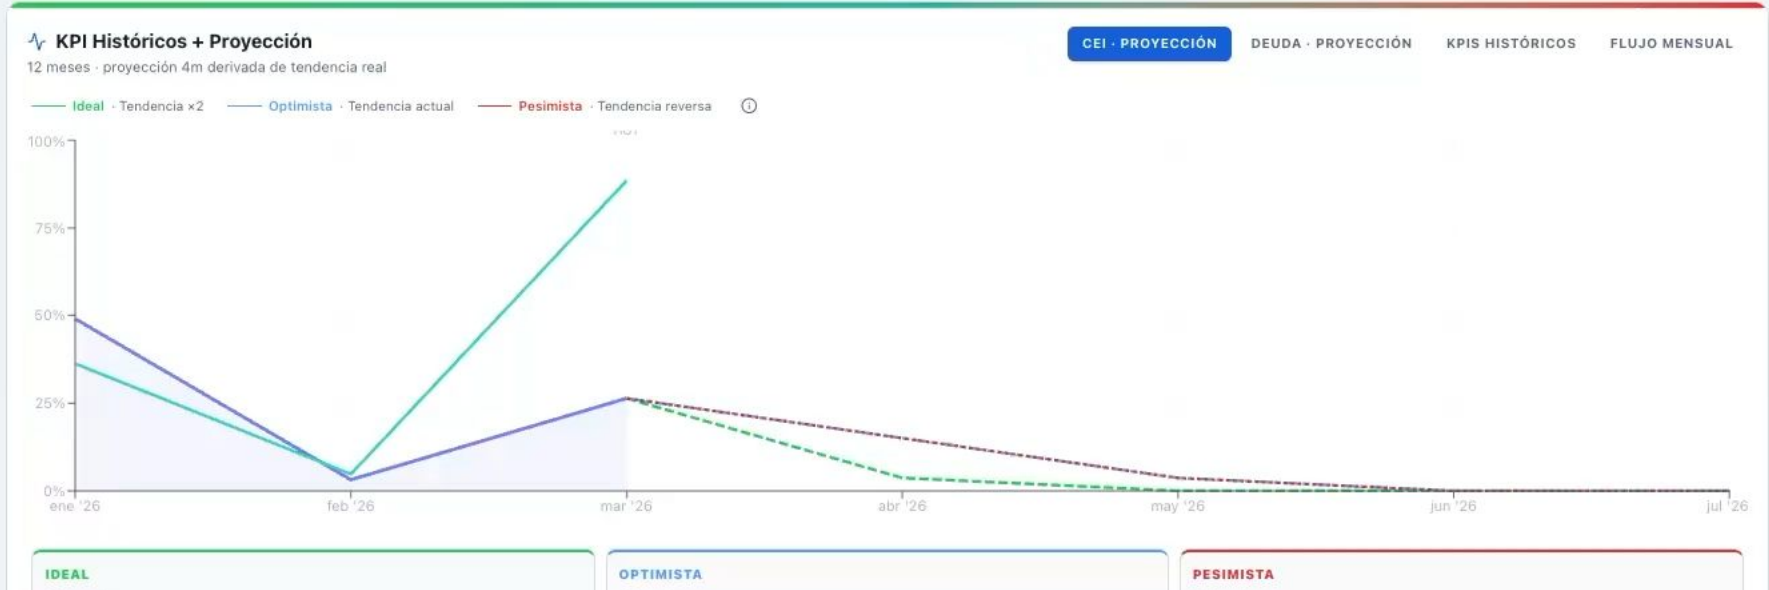 KPI Históricos + Proyección
CEI · PROYECCIÓN DEUDA · PROYECCIÓN KPIS HISTÓRICOS FLUJO MENSUAL
12 meses · proyección 4m derivada de tendencia real
Ideal · Tendencia ×2 Optimista · Tendencia actual Pesimista · Tendencia reversa
100%
75%
50%
25%
0%
ene '26 feb '26 mar '26 abr '26 may '26 jun '26 jul '26
IDEAL OPTIMISTA PESIMISTA